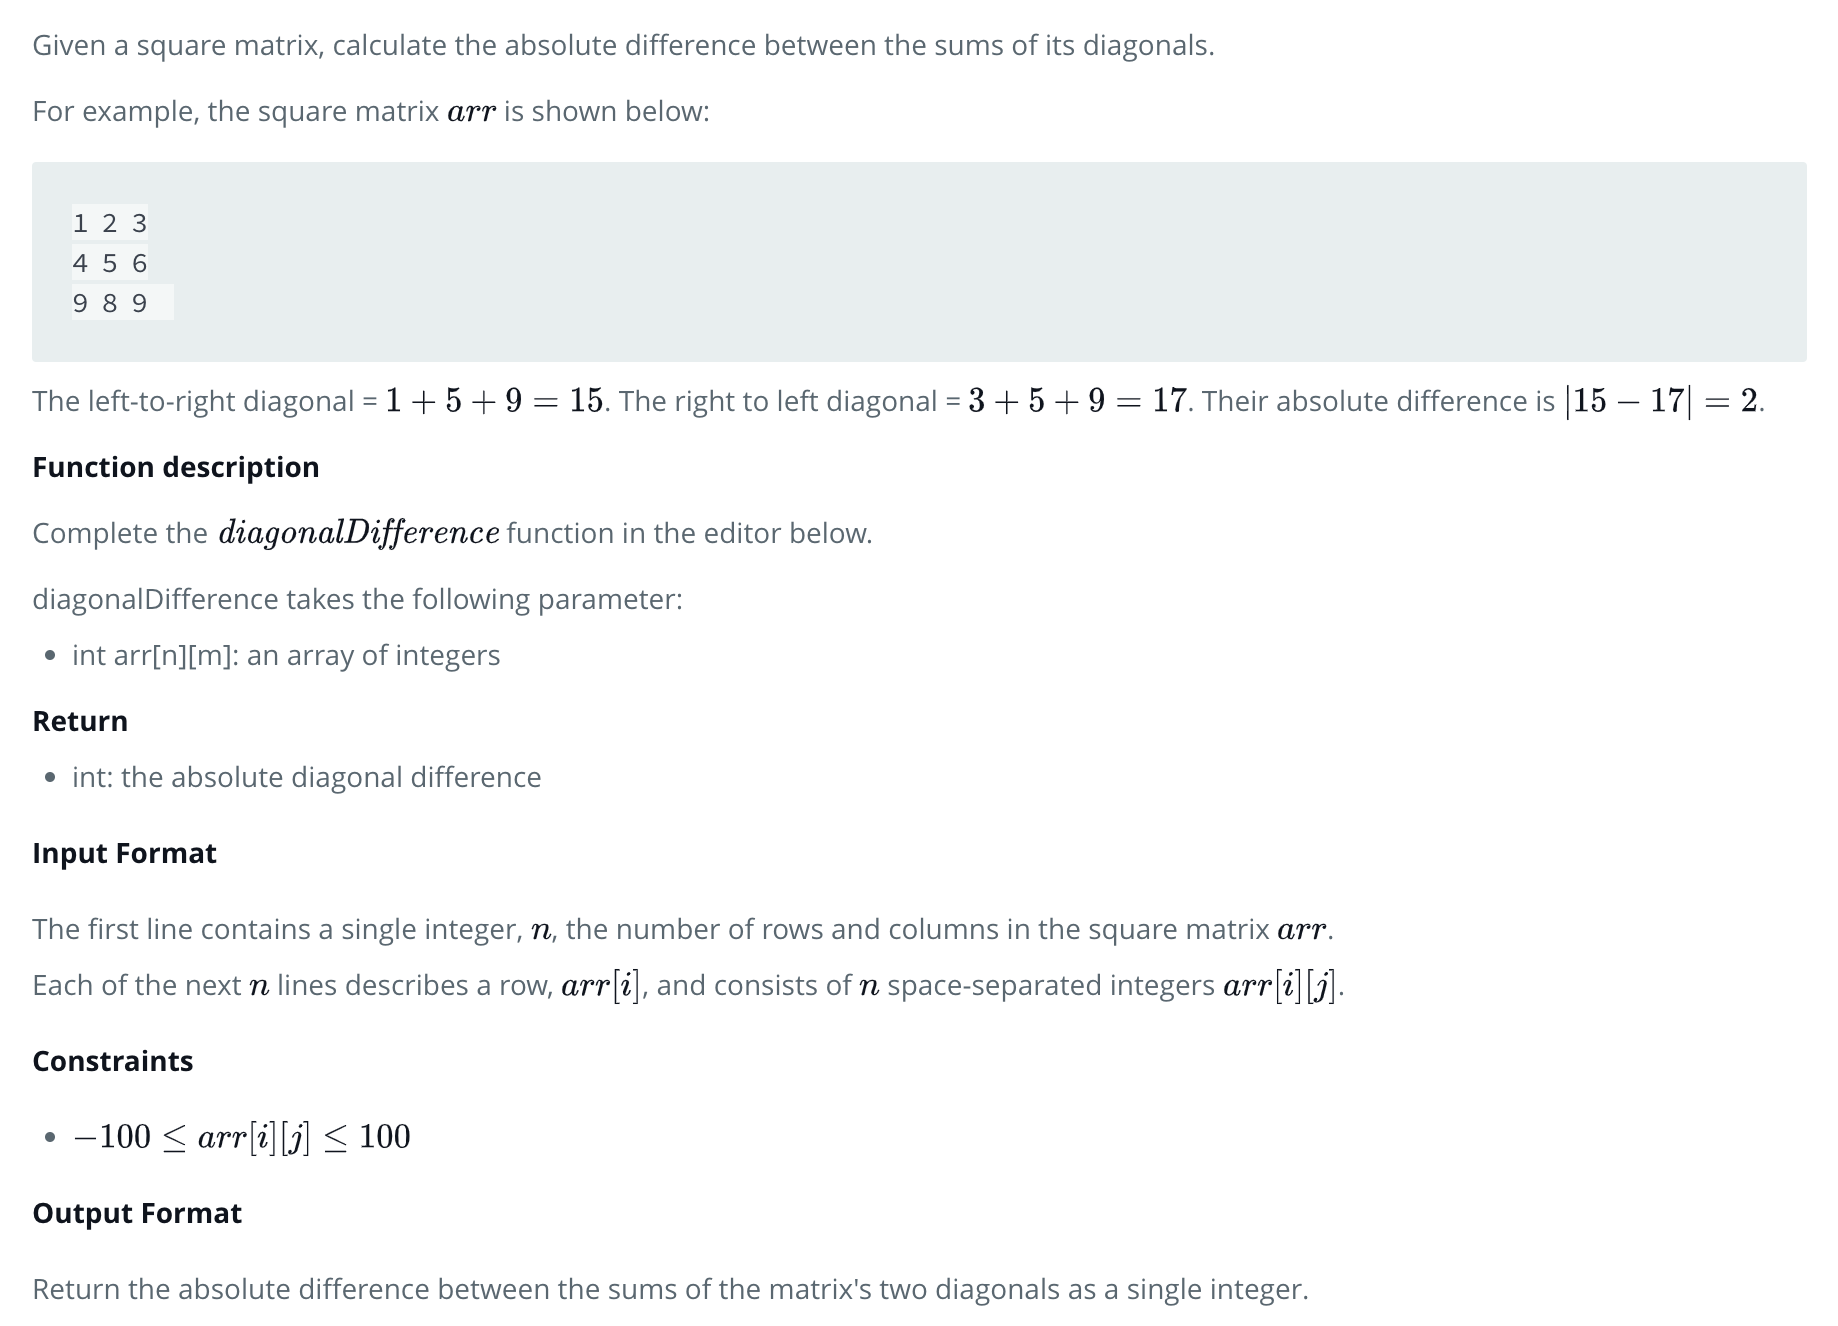 Given a square matrix, calculate the absolute difference between the sums of its diagonals.
For example, the square matrix arr is shown below:
1 2 3
4 5 6
9 8 9
The left-to-right diagonal = 1 + 5 + 9 = 15. The right to left diagonal = 3 + 5 + 9 = 17. Their absolute difference is |15 − 17| = 2.
Function description
Complete the diagonalDifference function in the editor below.
diagonalDifference takes the following parameter:
• int arr[n][m]: an array of integers
Return
• int: the absolute diagonal difference
Input Format
The first line contains a single integer, n, the number of rows and columns in the square matrix arr.
Each of the next n lines describes a row, arr[i], and consists of n space-separated integers arr[i][j].
Constraints
• −100 ≤ arr[i][j] ≤ 100
Output Format
Return the absolute difference between the sums of the matrix's two diagonals as a single integer.